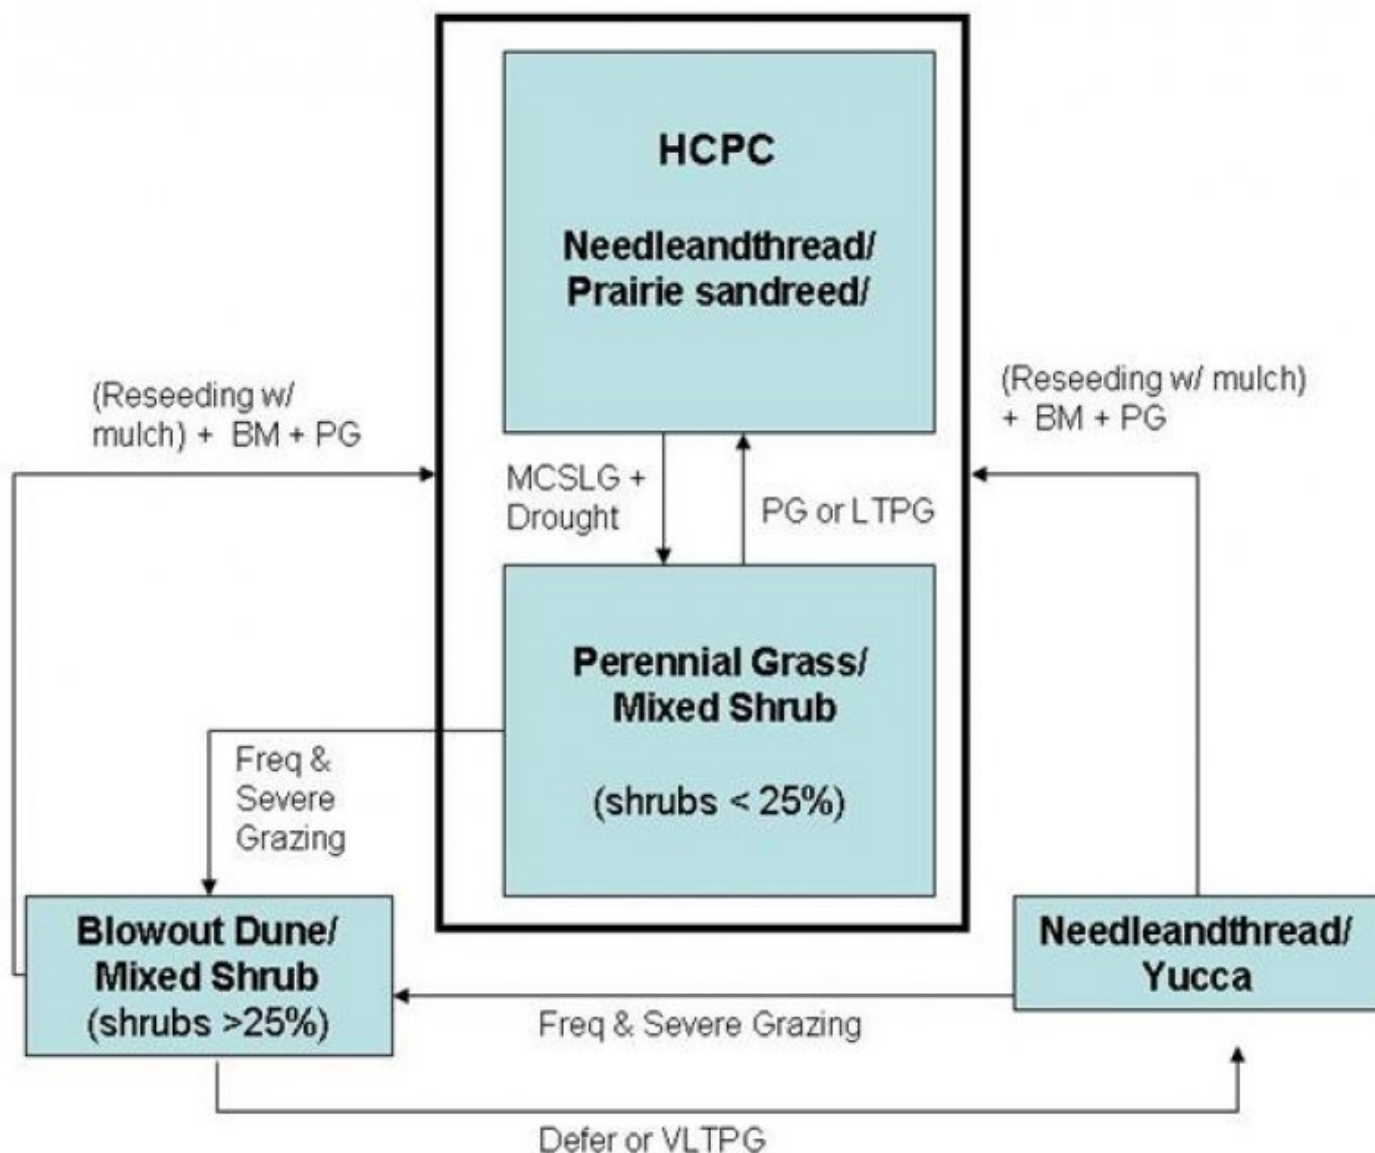 HCPC
Needleandthread/
Prairie sandreed/
(Reseeding w/
mulch) + BM + PG
(Reseeding w/ mulch)
+ BM + PG
MCSLG +
Drought
PG or LTPG
Perennial Grass/
Mixed Shrub
(shrubs < 25%)
Freq &
Severe
Grazing
Blowout Dune/
Mixed Shrub
(shrubs >25%)
Needleandthread/
Yucca
Freq & Severe Grazing
Defer or VLTPG